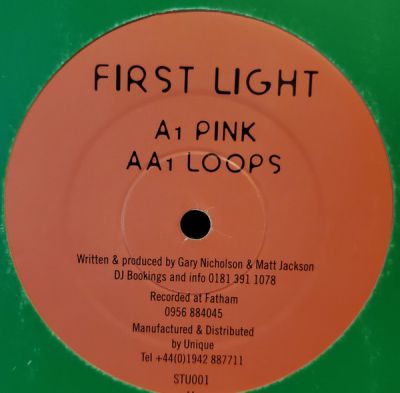 FIRST LIGHT
A1 PINK
AA1 LOOPS
Written & produced by Gary Nicholson & Matt Jackson
DJ Bookings and info 0181 391 1078
Recorded at Fatham
0956 884045
Manufactured & Distributed
by Unique
Tel +44(0)1942 887711
STU001